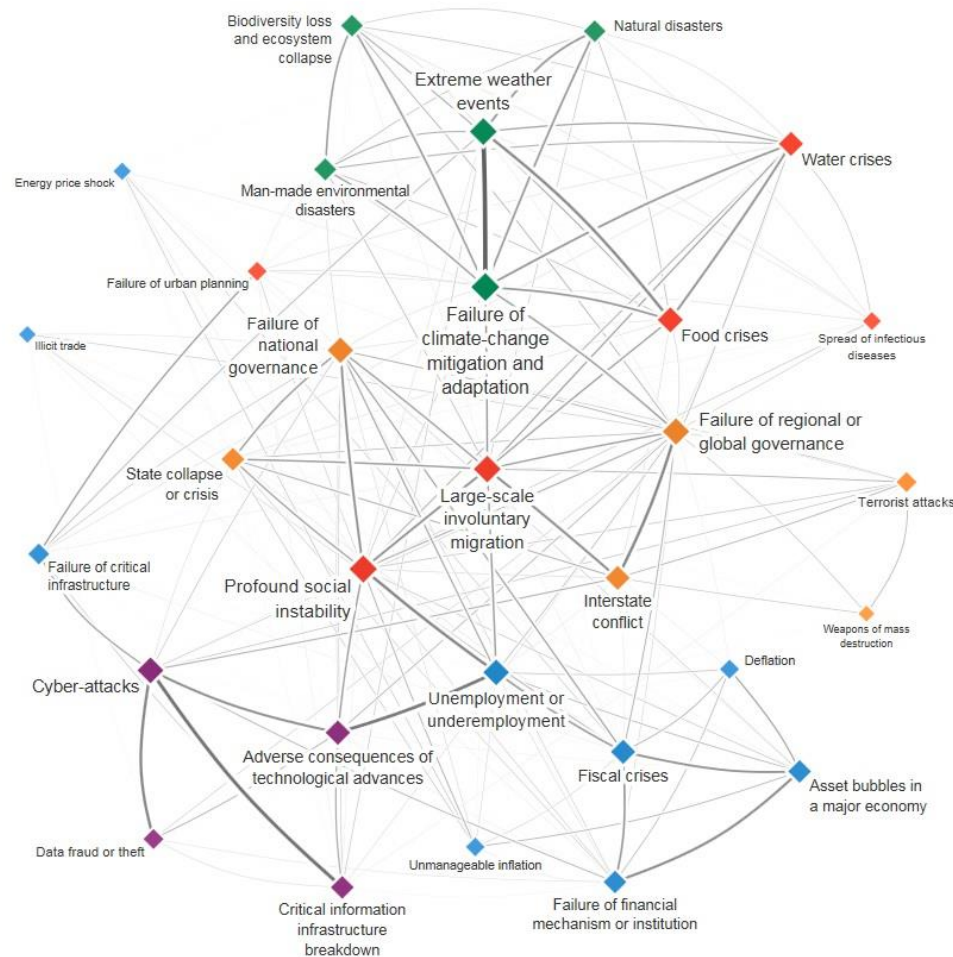 Biodiversity loss
and ecosystem
collapse
Natural disasters
Extreme weather
events
Water crises
Energy price shock
Man-made environmental
disasters
Failure of urban planning
Failure of
climate-change
mitigation and
adaptation
Failure of
national
governance
Food crises
Spread of infectious
diseases
Illicit trade
Failure of regional or
global governance
State collapse
or crisis
Large-scale
involuntary
migration
Terrorist attacks
Failure of critical
infrastructure
Profound social
instability
Interstate
conflict
Weapons of mass
destruction
Cyber-attacks
Unemployment or
underemployment
Deflation
Adverse consequences of
technological advances
Fiscal crises
Asset bubbles in
a major economy
Data fraud or theft
Unmanageable inflation
Critical information
infrastructure
breakdown
Failure of financial
mechanism or institution